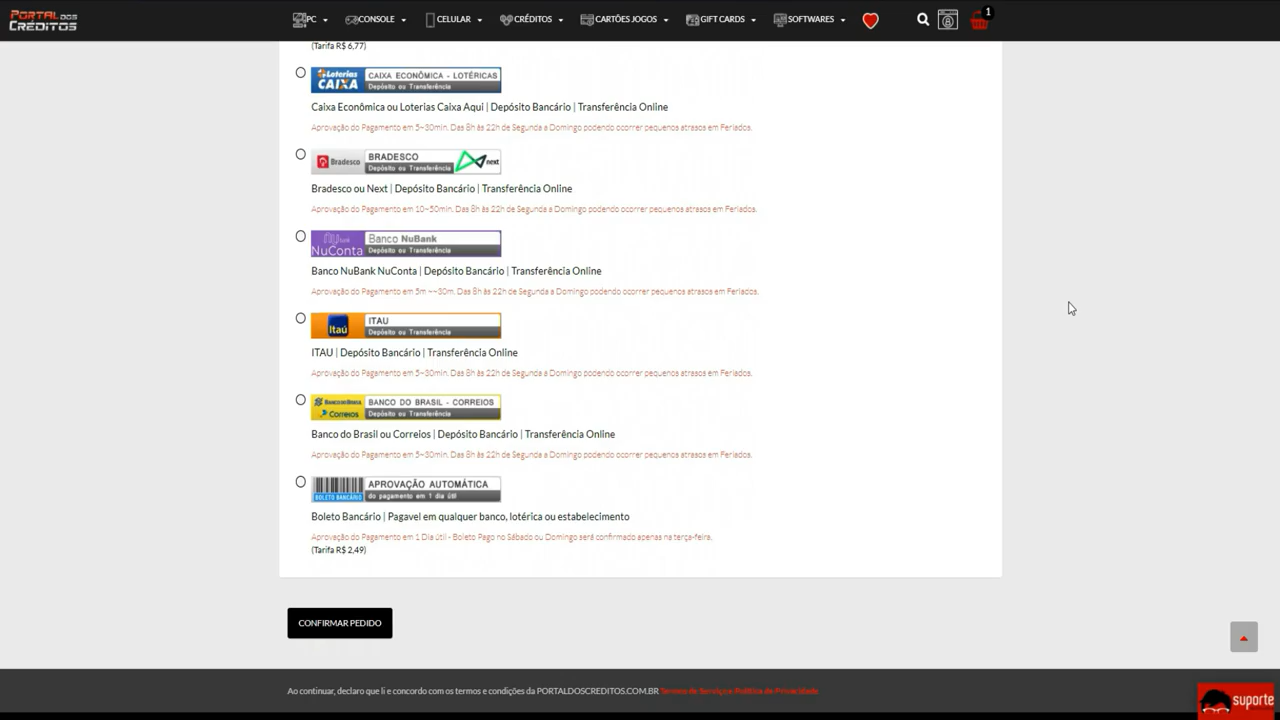 PORTAL DOS
CRÉDITOS
PC
CONSOLE
CELULAR
CRÉDITOS
CARTÕES JOGOS
GIFT CARDS
SOFTWARES
1
(Tarifa R$ 6,77)
Loterias CAIXA
CAIXA ECONÔMICA - LOTÉRICAS
Depósito ou Transferência
Caixa Econômica ou Loterias Caixa Aqui | Depósito Bancário | Transferência Online
Aprovação do Pagamento em 5~30min. Das 8h às 22h de Segunda a Domingo podendo ocorrer pequenos atrasos em Feriados.
Bradesco
BRADESCO
Depósito ou Transferência
next
Bradesco ou Next | Depósito Bancário | Transferência Online
Aprovação do Pagamento em 10~50min. Das 8h às 22h de Segunda a Domingo podendo ocorrer pequenos atrasos em Feriados.
nubank
NuConta
Banco NuBank
Depósito ou Transferência
Banco NuBank NuConta | Depósito Bancário | Transferência Online
Aprovação do Pagamento em 5m ~~30m. Das 8h às 22h de Segunda a Domingo podendo ocorrer pequenos atrasos em Feriados.
Itaú
ITAU
Depósito ou Transferência
ITAU | Depósito Bancário | Transferência Online
Aprovação do Pagamento em 5~30min. Das 8h às 22h de Segunda a Domingo podendo ocorrer pequenos atrasos em Feriados.
BANCO DO BRASIL
Correios
BANCO DO BRASIL - CORREIOS
Depósito ou Transferência
Banco do Brasil ou Correios | Depósito Bancário | Transferência Online
Aprovação do Pagamento em 5~30min. Das 8h às 22h de Segunda a Domingo podendo ocorrer pequenos atrasos em Feriados.
BOLETO BANCÁRIO
APROVAÇÃO AUTOMÁTICA
do pagamento em 1 dia útil
Boleto Bancário | Pagavel em qualquer banco, lotérica ou estabelecimento
Aprovação do Pagamento em 1 Dia útil - Boleto Pago no Sábado ou Domingo será confirmado apenas na terça-feira.
(Tarifa R$ 2,49)
CONFIRMAR PEDIDO
Ao continuar, declaro que li e concordo com os termos e condições da PORTALDOSCREDITOS.COM.BR Termos de Serviço e Política de Privacidade
suporte